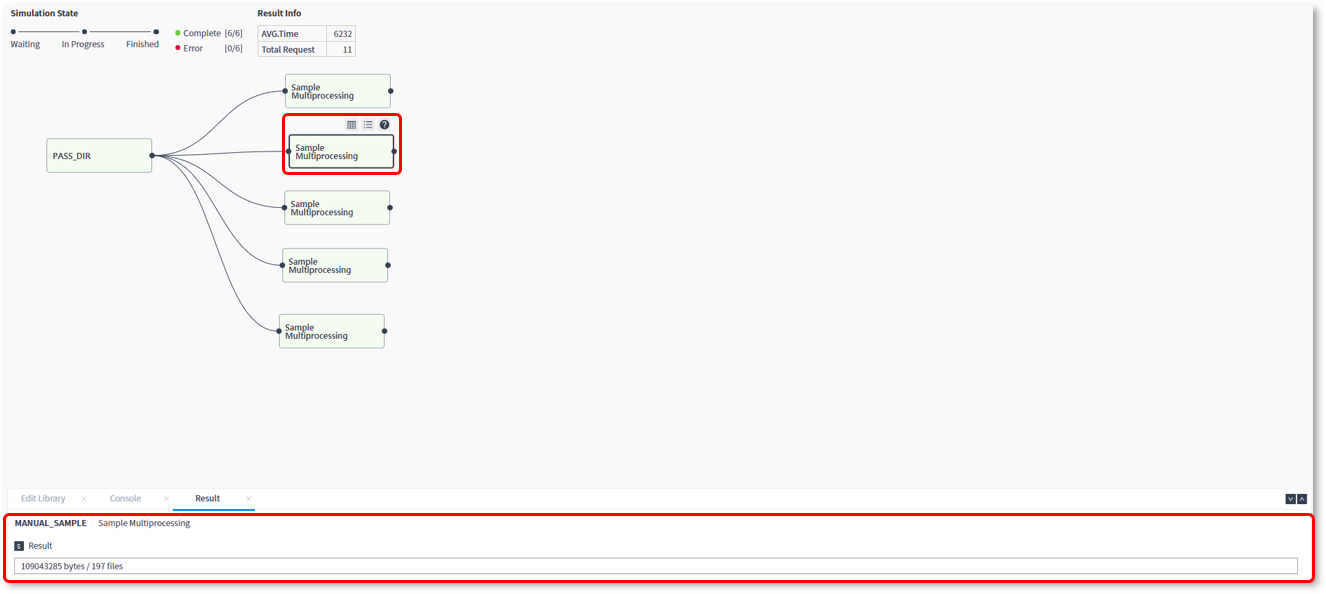 Simulation State
Waiting
In Progress
Finished
Complete [6/6]
Error [0/6]
Result Info
AVG.Time 6232
Total Request 11
PASS_DIR
Sample
Multiprocessing
?
Sample
Multiprocessing
Sample
Multiprocessing
Sample
Multiprocessing
Sample
Multiprocessing
Edit Library
Console
Result
MANUAL_SAMPLE Sample Multiprocessing
S Result
109043285 bytes / 197 files